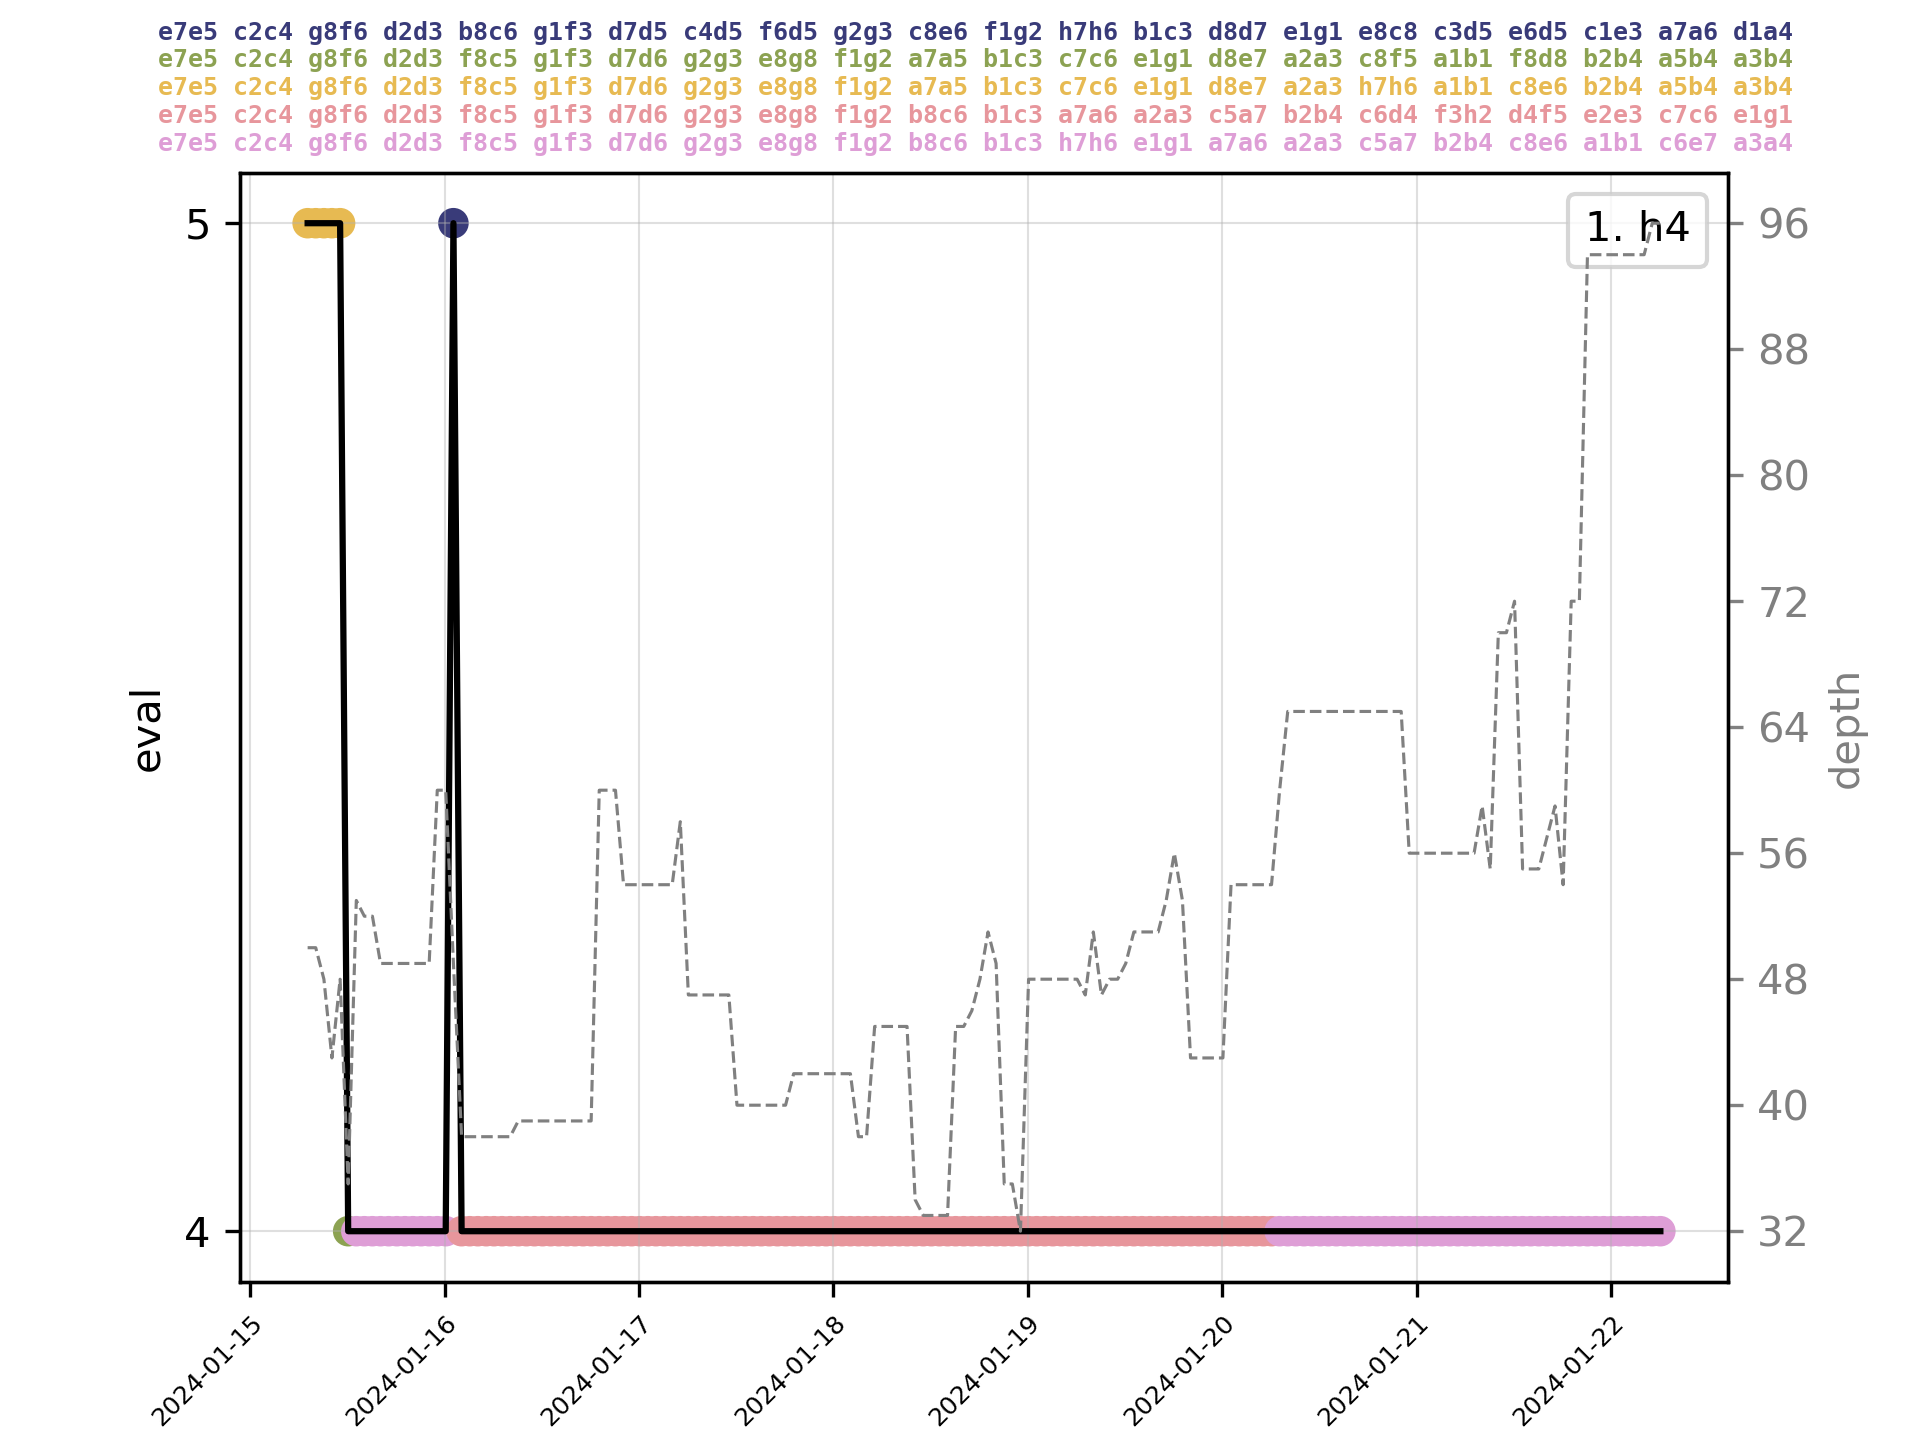 e7e5 c2c4 g8f6 d2d3 b8c6 g1f3 d7d5 c4d5 f6d5 g2g3 c8e6 f1g2 h7h6 b1c3 d8d7 e1g1 e8c8 c3d5 e6d5 c1e3 a7a6 d1a4
e7e5 c2c4 g8f6 d2d3 f8c5 g1f3 d7d6 g2g3 e8g8 f1g2 a7a5 b1c3 c7c6 e1g1 d8e7 a2a3 c8f5 a1b1 f8d8 b2b4 a5b4 a3b4
e7e5 c2c4 g8f6 d2d3 f8c5 g1f3 d7d6 g2g3 e8g8 f1g2 a7a5 b1c3 c7c6 e1g1 d8e7 a2a3 h7h6 a1b1 c8e6 b2b4 a5b4 a3b4
e7e5 c2c4 g8f6 d2d3 f8c5 g1f3 d7d6 g2g3 e8g8 f1g2 b8c6 b1c3 a7a6 a2a3 c5a7 b2b4 c6d4 f3h2 d4f5 e2e3 c7c6 e1g1
e7e5 c2c4 g8f6 d2d3 f8c5 g1f3 d7d6 g2g3 e8g8 f1g2 b8c6 b1c3 h7h6 e1g1 a7a6 a2a3 c5a7 b2b4 c8e6 a1b1 c6e7 a3a4
1. h4
5
4
eval
96
88
80
72
64
56
48
40
32
depth
2024-01-15
2024-01-16
2024-01-17
2024-01-18
2024-01-19
2024-01-20
2024-01-21
2024-01-22